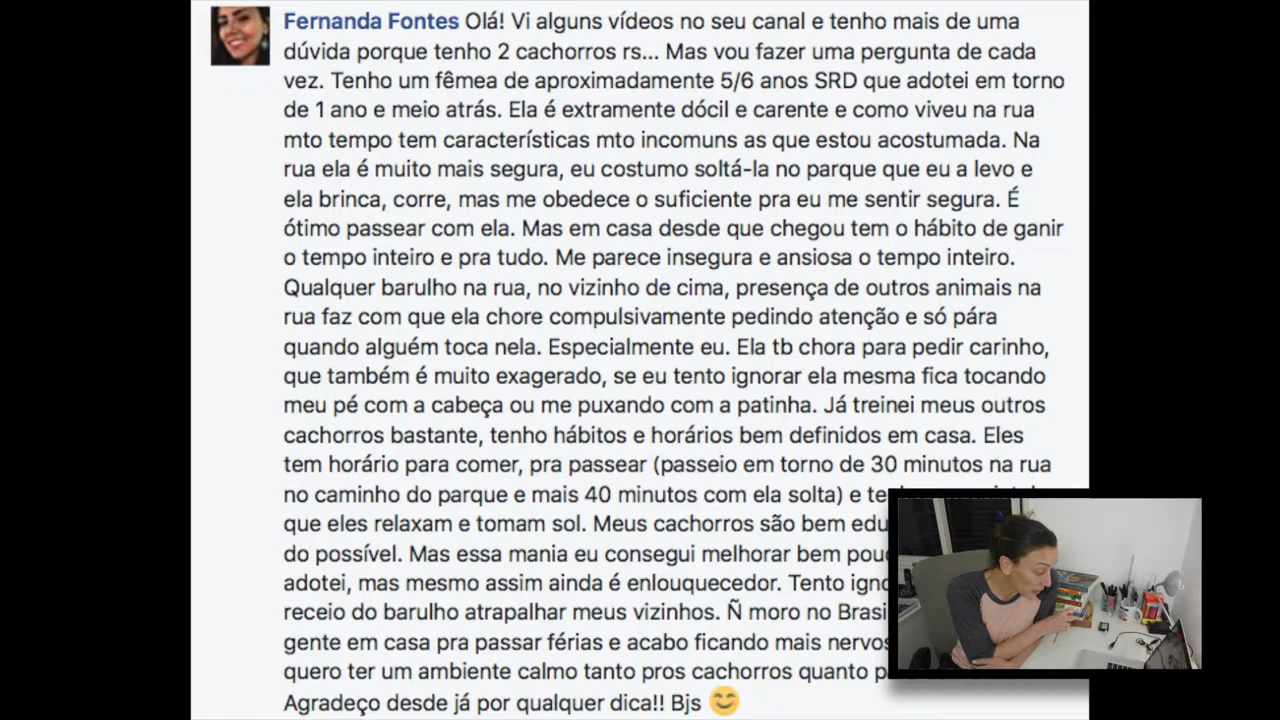 Fernanda Fontes Olá! Vi alguns vídeos no seu canal e tenho mais de uma
dúvida porque tenho 2 cachorros rs... Mas vou fazer uma pergunta de cada
vez. Tenho um fêmea de aproximadamente 5/6 anos SRD que adotei em torno
de 1 ano e meio atrás. Ela é extramente dócil e carente e como viveu na rua
mto tempo tem características mto incomuns as que estou acostumada. Na
rua ela é muito mais segura, eu costumo soltá-la no parque que eu a levo e
ela brinca, corre, mas me obedece o suficiente pra eu me sentir segura. É
ótimo passear com ela. Mas em casa desde que chegou tem o hábito de ganir
o tempo inteiro e pra tudo. Me parece insegura e ansiosa o tempo inteiro.
Qualquer barulho na rua, no vizinho de cima, presença de outros animais na
rua faz com que ela chore compulsivamente pedindo atenção e só pára
quando alguém toca nela. Especialmente eu. Ela tb chora para pedir carinho,
que também é muito exagerado, se eu tento ignorar ela mesma fica tocando
meu pé com a cabeça ou me puxando com a patinha. Já treinei meus outros
cachorros bastante, tenho hábitos e horários bem definidos em casa. Eles
tem horário para comer, pra passear (passeio em torno de 30 minutos na rua
no caminho do parque e mais 40 minutos com ela solta) e
que eles relaxam e tomam sol. Meus cachorros são bem
do possível. Mas essa mania eu consegui melhorar bem
adotei, mas mesmo assim ainda é enlouquecedor. Tento
receio do barulho atrapalhar meus vizinhos. Ñ moro no
gente em casa pra passar férias e acabo ficando mais
quero ter um ambiente calmo tanto pros cachorros quanto
Agradeço desde já por qualquer dica!! Bjs 😊